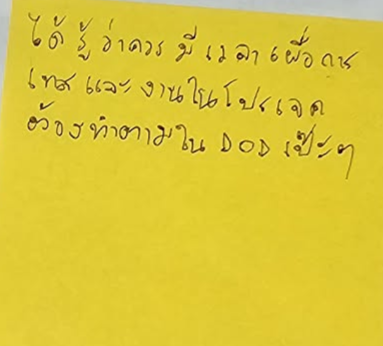 ได้ รู้ ว่าควร มี เวลา เผื่อการ
เทส และ งานในโปรเจค
ต้องทำตามใน DOD เป๊ะๆ